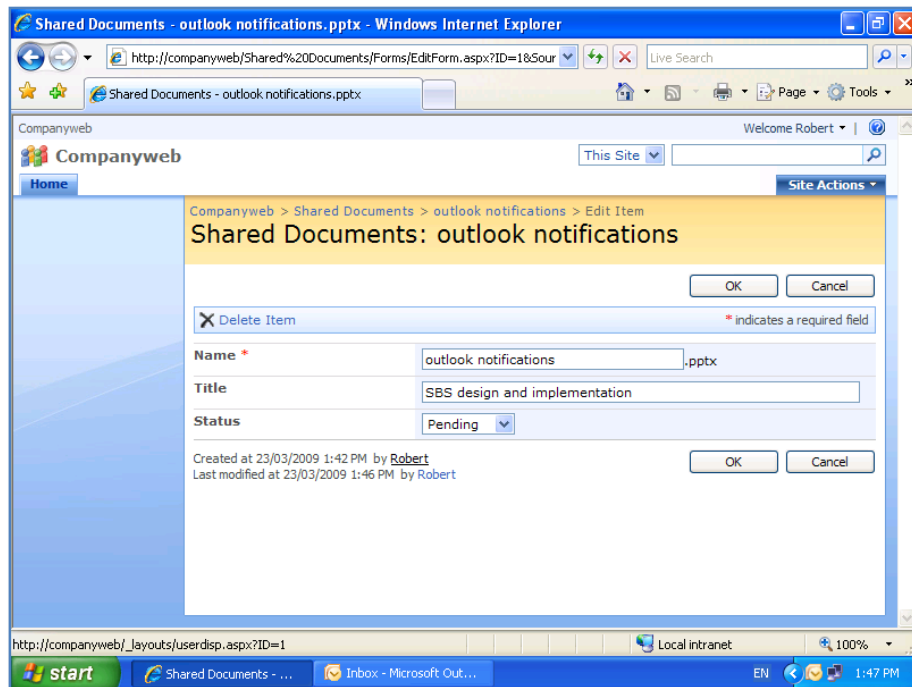 Shared Documents - outlook notifications.pptx - Windows Internet Explorer
http://companyweb/Shared%20Documents/Forms/EditForm.aspx?ID=1&Sour
Live Search
Shared Documents - outlook notifications.pptx
Page Tools »
Companyweb
Welcome Robert |
Companyweb
This Site
Home
Site Actions
Companyweb > Shared Documents > outlook notifications > Edit Item
Shared Documents: outlook notifications
OK Cancel
Delete Item
* indicates a required field
Name * outlook notifications .pptx
Title SBS design and implementation
Status Pending
Created at 23/03/2009 1:42 PM by Robert
OK Cancel
Last modified at 23/03/2009 1:46 PM by Robert
http://companyweb/_layouts/userdisp.aspx?ID=1
Local intranet
100%
start
Shared Documents - ...
Inbox - Microsoft Out...
EN
1:47 PM